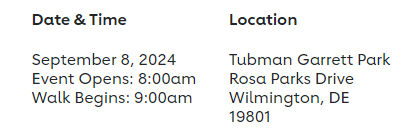 Date & Time
September 8, 2024
Event Opens: 8:00am
Walk Begins: 9:00am
Location
Tubman Garrett Park
Rosa Parks Drive
Wilmington, DE
19801